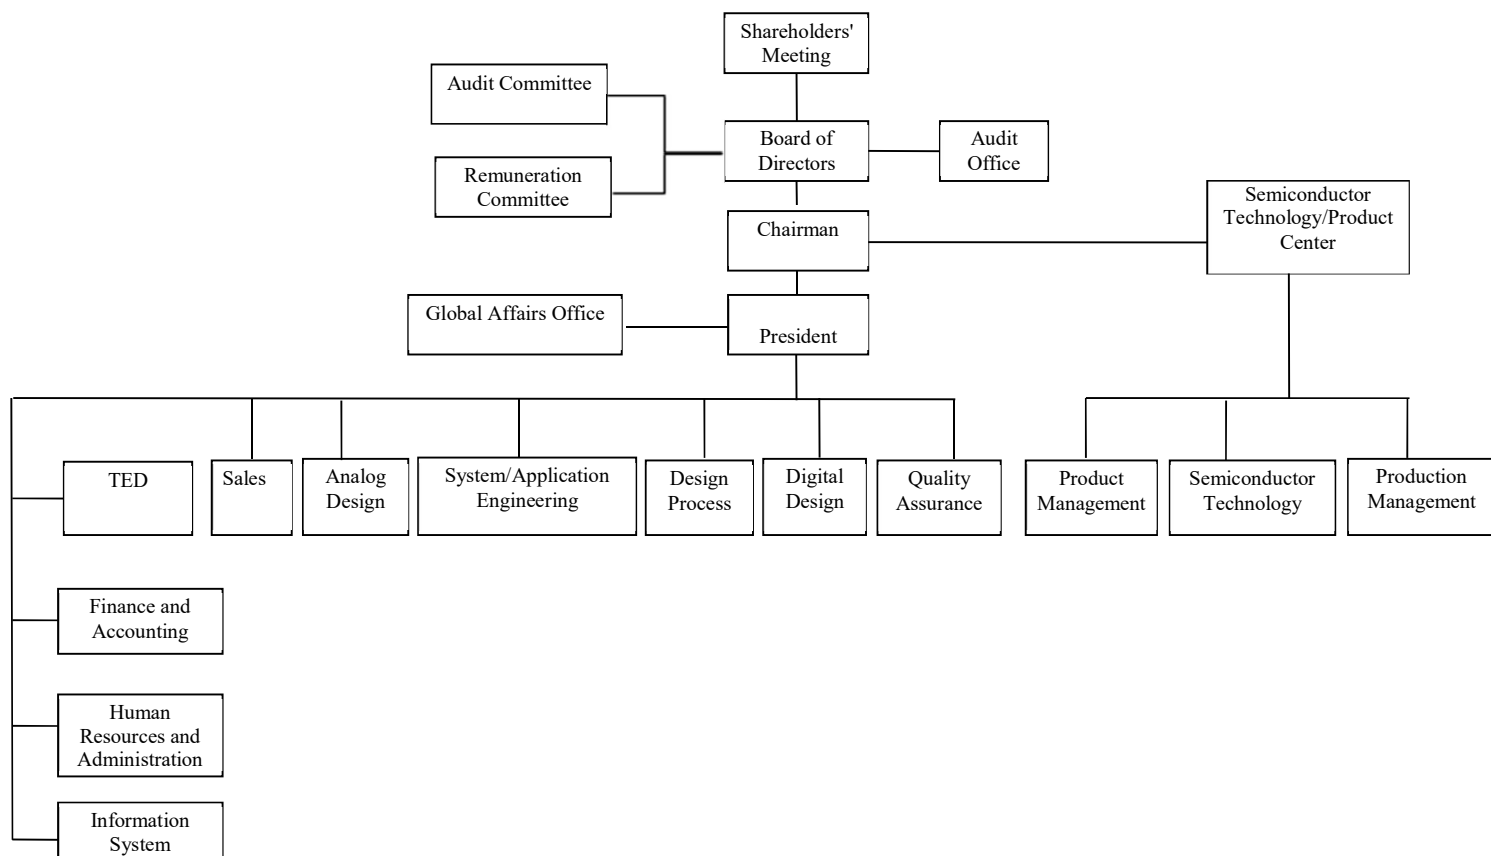 Shareholders'
Meeting
Audit Committee
Board of
Directors
Audit
Office
Remuneration
Committee
Semiconductor
Technology/Product
Center
Chairman
Global Affairs Office
President
TED
Sales
Analog
Design
System/Application
Engineering
Design
Process
Digital
Design
Quality
Assurance
Product
Management
Semiconductor
Technology
Production
Management
Finance and
Accounting
Human
Resources and
Administration
Information
System